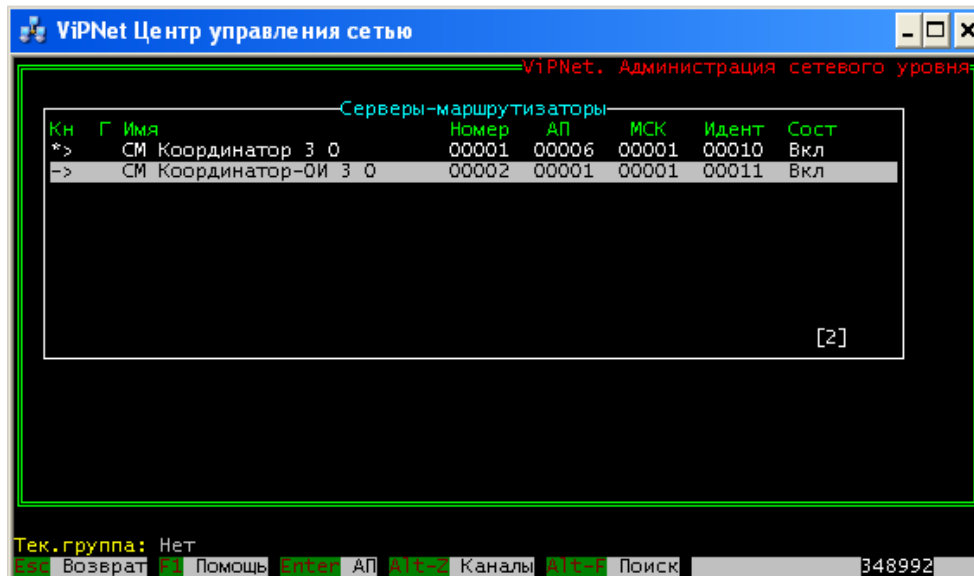 ViPNet Центр управления сетью
ViPNet. Администрация сетевого уровня
Серверы-маршрутизаторы
Кн Г Имя Номер АП МСК Идент Сост
*> СМ Координатор 3 О 00001 00006 00001 00010 Вкл
-> СМ Координатор-ОИ 3 О 00002 00001 00001 00011 Вкл
[2]
Тек.группа: Нет
Esc Возврат F1 Помощь Enter АП Alt-Z Каналы Alt-F Поиск 348992